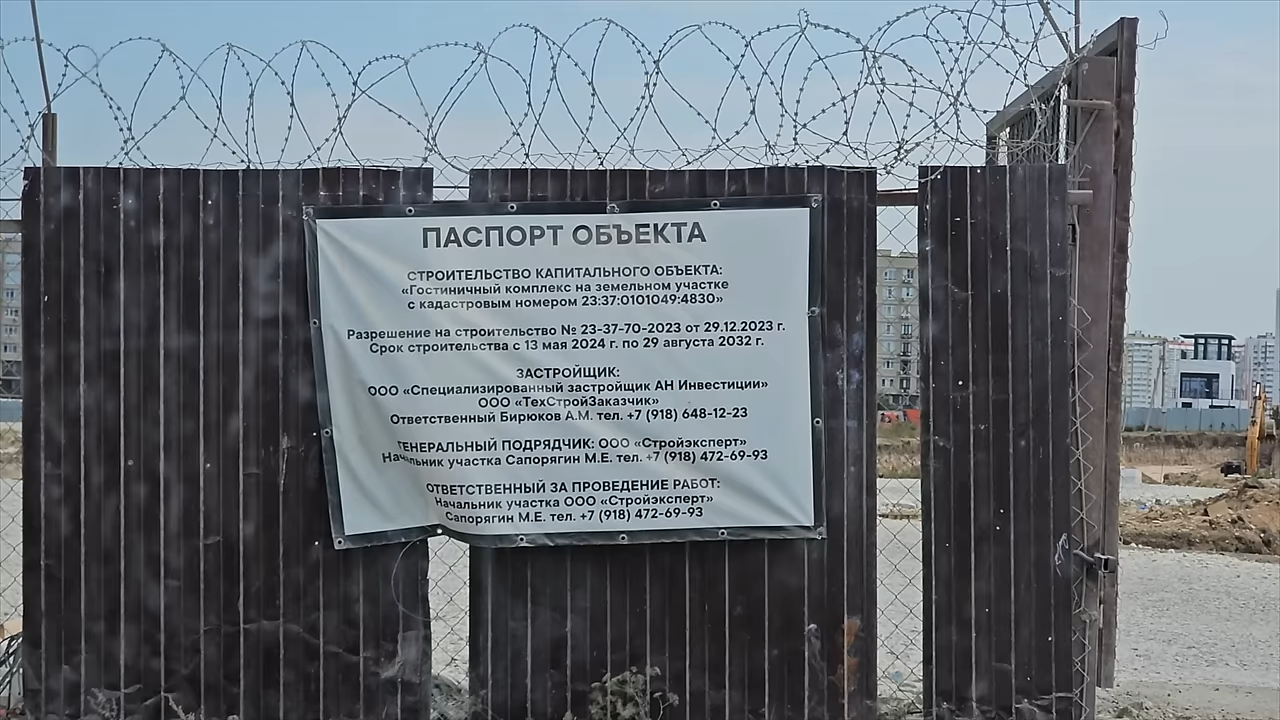 ПАСПОРТ ОБЪЕКТА
СТРОИТЕЛЬСТВО КАПИТАЛЬНОГО ОБЪЕКТА:
«Гостиничный комплекс на земельном участке
с кадастровым номером 23:37:0101049:4830»
Разрешение на строительство № 23-37-70-2023 от 29.12.2023 г.
Срок строительства с 13 мая 2024 г. по 29 августа 2032 г.
ЗАСТРОЙЩИК:
ООО «Специализированный застройщик АН Инвестиции»
ООО «ТехСтройЗаказчик»
Ответственный Бирюков А.М. тел. +7 (918) 648-12-23
ГЕНЕРАЛЬНЫЙ ПОДРЯДЧИК: ООО «Стройэксперт»
Начальник участка Сапорягин М.Е. тел. +7 (918) 472-69-93
ОТВЕТСТВЕННЫЙ ЗА ПРОВЕДЕНИЕ РАБОТ:
Начальник участка ООО «Стройэксперт»
Сапорягин М.Е. тел. +7 (918) 472-69-93